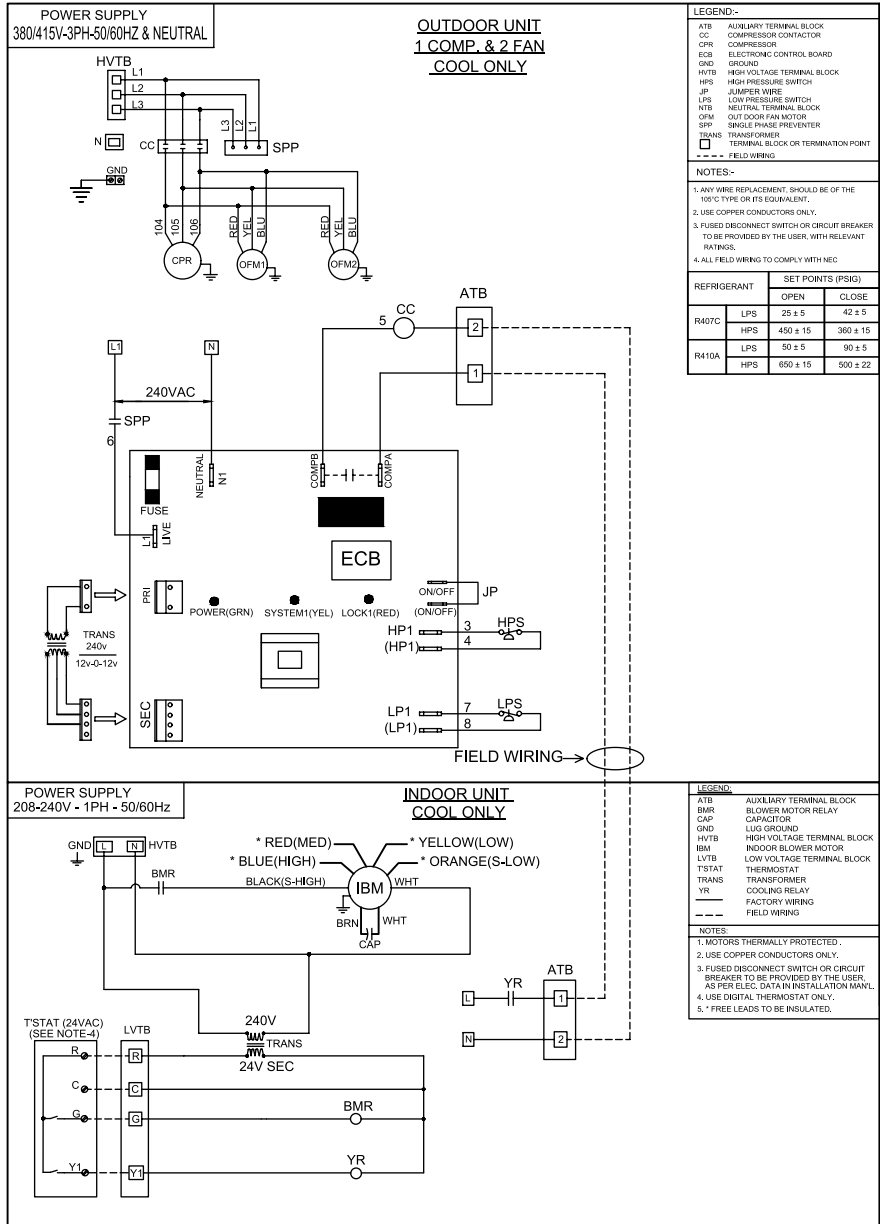 POWER SUPPLY
380/415V-3PH-50/60HZ & NEUTRAL
OUTDOOR UNIT
1 COMP. & 2 FAN
COOL ONLY
HVTB
L1
L2
L3
N
GND
CC
L3
L2
L1
SPP
104
105
106
RED
YEL
BLU
RED
YEL
BLU
CPR
OFM1
OFM2
LEGEND:-
ATB AUXILIARY TERMINAL BLOCK
CC COMPRESSOR CONTACTOR
CPR COMPRESSOR
ECB ELECTRONIC CONTROL BOARD
GND GROUND
HVTB HIGH VOLTAGE TERMINAL BLOCK
HPS HIGH PRESSURE SWITCH
JP JUMPER WIRE
LPS LOW PRESSURE SWITCH
NTB NEUTRAL TERMINAL BLOCK
OFM OUT DOOR FAN MOTOR
SPP SINGLE PHASE PREVENTER
TRANS TRANSFORMER
TERMINAL BLOCK OR TERMINATION POINT
FIELD WIRING
NOTES:-
1. ANY WIRE REPLACEMENT, SHOULD BE OF THE
105°C TYPE OR ITS EQUIVALENT.
2. USE COPPER CONDUCTORS ONLY.
3. FUSED DISCONNECT SWITCH OR CIRCUIT BREAKER
TO BE PROVIDED BY THE USER, WITH RELEVANT
RATINGS.
4. ALL FIELD WIRING TO COMPLY WITH NEC
REFRIGERANT SET POINTS (PSIG)
OPEN CLOSE
R407C LPS 25 ± 5 42 ± 5
HPS 450 ± 15 360 ± 15
R410A LPS 50 ± 5 90 ± 5
HPS 650 ± 15 500 ± 22
ATB
5 CC 2
1
L1 N
240VAC
SPP
6
FUSE
NEUTRAL
N1
COMPB
COMPA
L1
LIVE
ECB
PRI
POWER(GRN)
SYSTEM1(YEL)
LOCK1(RED)
ON/OFF
(ON/OFF)
JP
TRANS
240v
12v-0-12v
HP1 3 HPS
(HP1) 4
SEC
LP1 7 LPS
(LP1) 8
FIELD WIRING
POWER SUPPLY
208-240V - 1PH - 50/60Hz
INDOOR UNIT
COOL ONLY
GND L N HVTB
BMR
* RED(MED)
* YELLOW(LOW)
* BLUE(HIGH)
* ORANGE(S-LOW)
BLACK(S-HIGH)
IBM
WHT
BRN
WHT
CAP
LEGEND:
ATB AUXILIARY TERMINAL BLOCK
BMR BLOWER MOTOR RELAY
CAP CAPACITOR
GND LUG GROUND
HVTB HIGH VOLTAGE TERMINAL BLOCK
IBM INDOOR BLOWER MOTOR
LVTB LOW VOLTAGE TERMINAL BLOCK
T'STAT THERMOSTAT
TRANS TRANSFORMER
YR COOLING RELAY
FACTORY WIRING
FIELD WIRING
NOTES:
1. MOTORS THERMALLY PROTECTED .
2. USE COPPER CONDUCTORS ONLY.
3. FUSED DISCONNECT SWITCH OR CIRCUIT
BREAKER TO BE PROVIDED BY THE USER,
AS PER ELEC. DATA IN INSTALLATION MAN'L.
4. USE DIGITAL THERMOSTAT ONLY.
5. * FREE LEADS TO BE INSULATED.
ATB
L YR 1
N 2
T'STAT (24VAC)
(SEE NOTE-4)
LVTB
240V
TRANS
24V SEC
R R
C C
G G BMR
Y1 Y1 YR